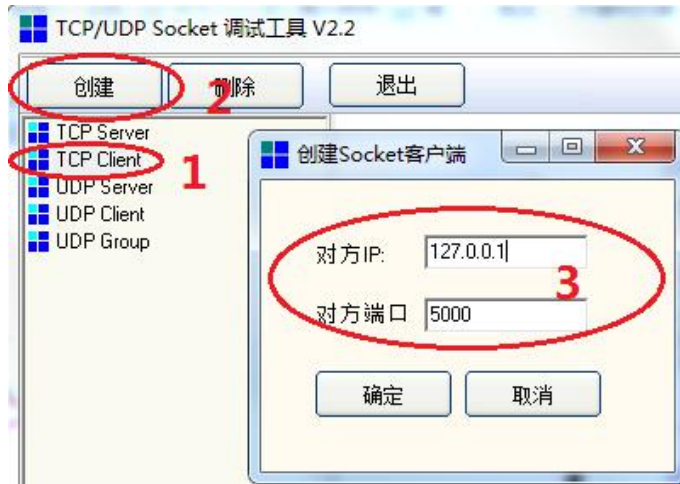 TCP/UDP Socket 调试工具 V2.2
创建 删除 退出
2
TCP Server
TCP Client
1
UDP Server
UDP Client
UDP Group
创建Socket客户端
对方IP: 127.0.0.1
3
对方端口 5000
确定 取消